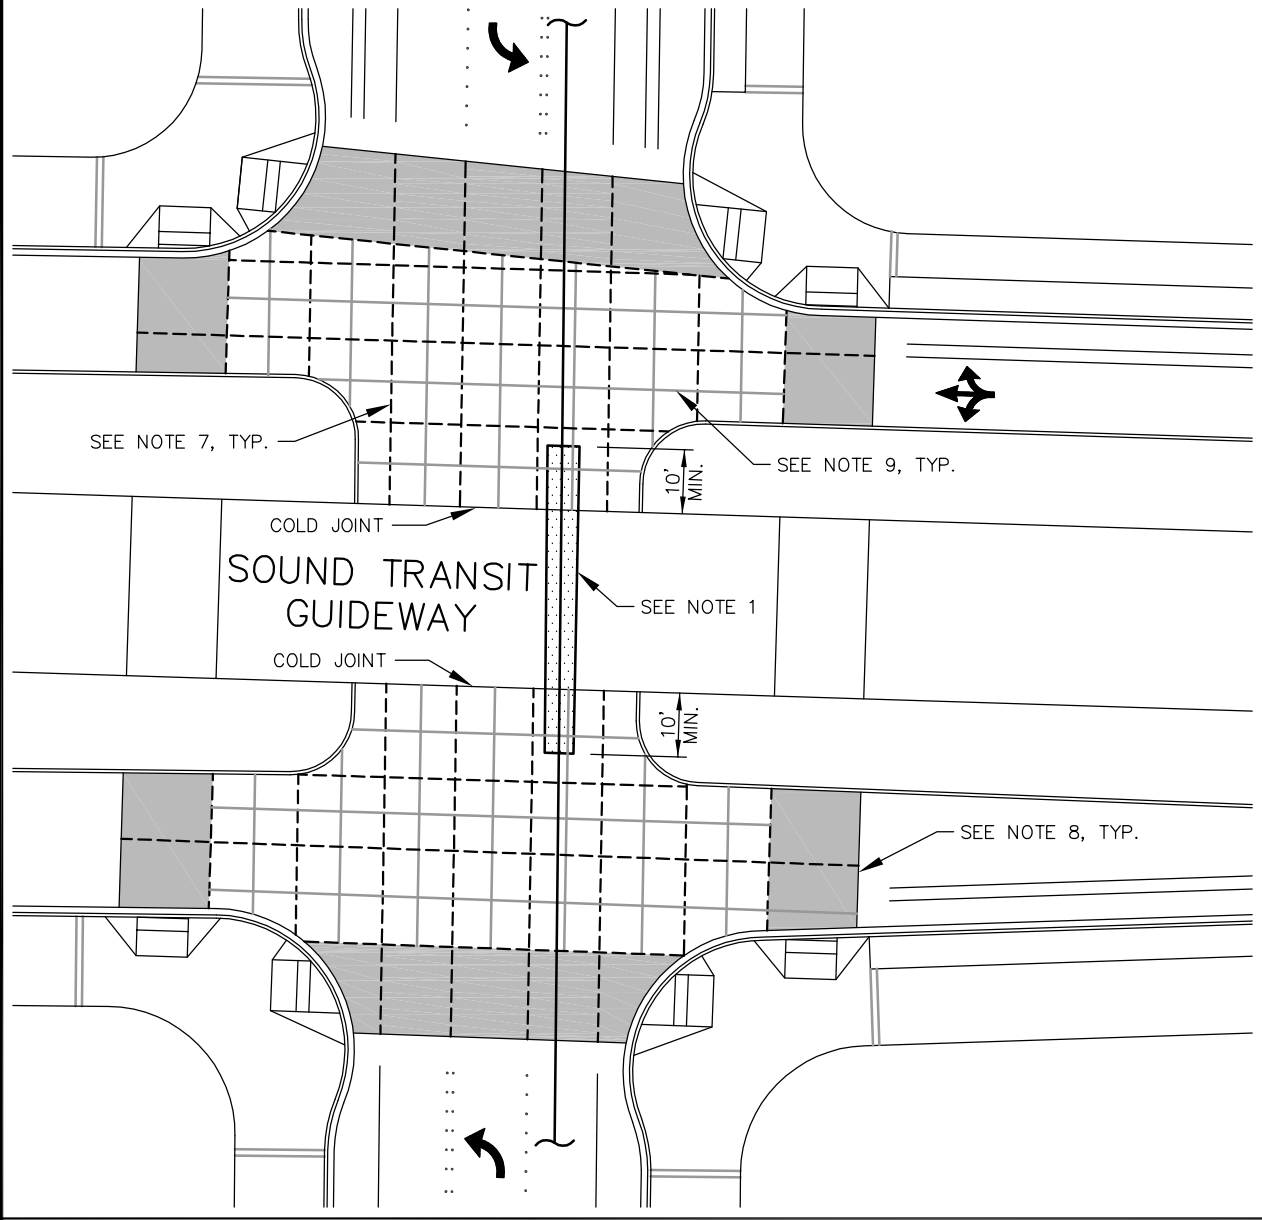 SEE NOTE 7, TYP.
SEE NOTE 9, TYP.
10'
MIN.
COLD JOINT
SOUND TRANSIT
GUIDEWAY
SEE NOTE 1
COLD JOINT
10'
MIN.
SEE NOTE 8, TYP.